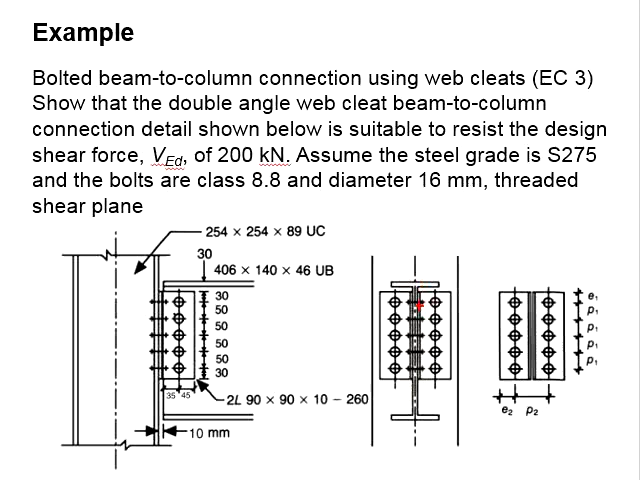 Example
Bolted beam-to-column connection using web cleats (EC 3)
Show that the double angle web cleat beam-to-column
connection detail shown below is suitable to resist the design
shear force, VEd, of 200 kN. Assume the steel grade is S275
and the bolts are class 8.8 and diameter 16 mm, threaded
shear plane
254 × 254 × 89 UC
30
406 × 140 × 46 UB
30
50
50
50
50
30
35 45
2L 90 × 90 × 10 – 260
10 mm
e1
p1
p1
p1
p1
e2 p2